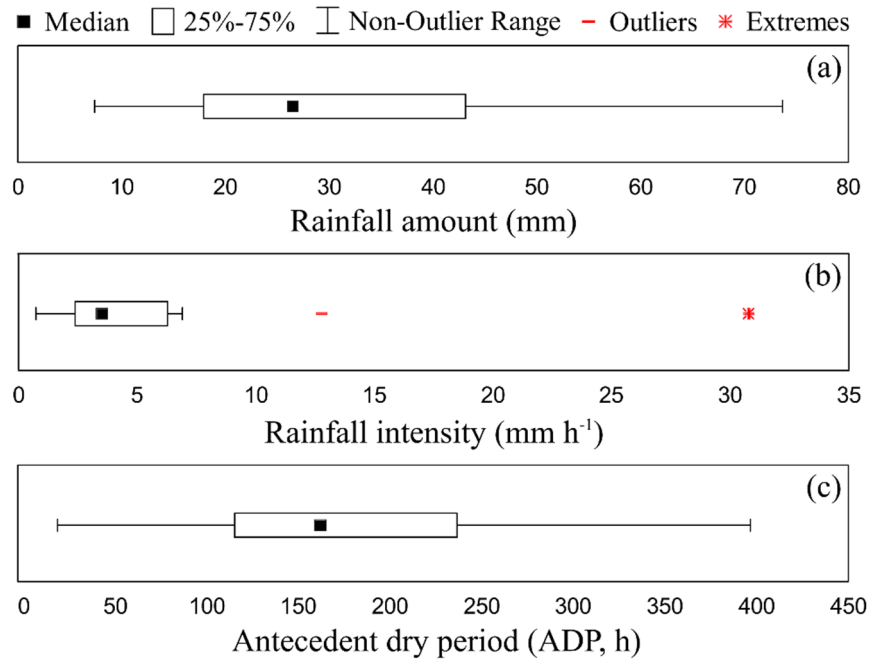 Median 25%-75% Non-Outlier Range Outliers Extremes
(a)
0 10 20 30 40 50 60 70 80
Rainfall amount (mm)
(b)
0 5 10 15 20 25 30 35
Rainfall intensity (mm h⁻¹)
(c)
0 50 100 150 200 250 300 350 400 450
Antecedent dry period (ADP, h)